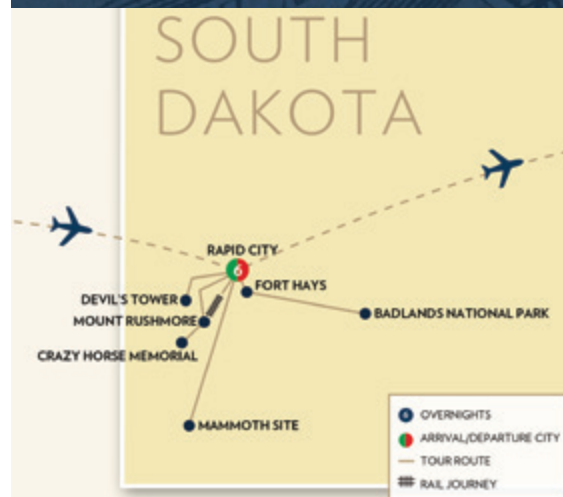 SOUTH
DAKOTA
RAPID CITY
6
FORT HAYS
DEVIL'S TOWER
MOUNT RUSHMORE
BADLANDS NATIONAL PARK
CRAZY HORSE MEMORIAL
MAMMOTH SITE
6 OVERNIGHTS
ARRIVAL/DEPARTURE CITY
TOUR ROUTE
RAIL JOURNEY